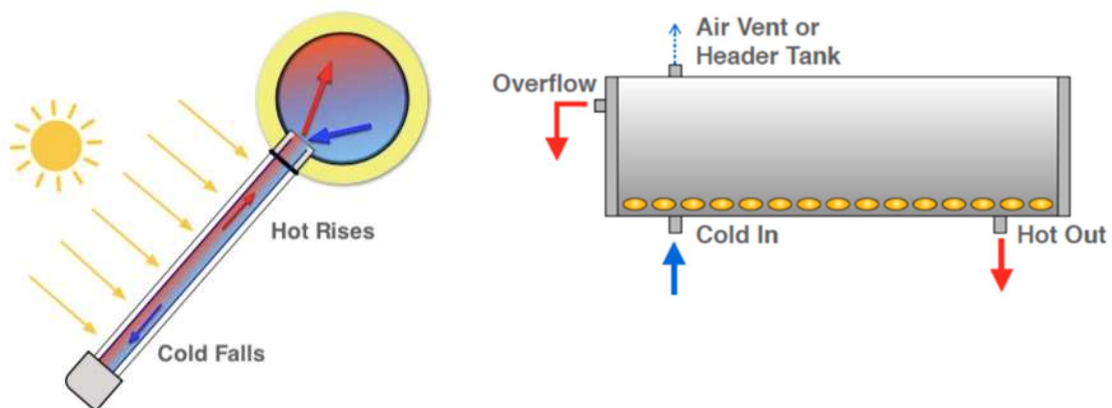 Air Vent or
Header Tank
Overflow
Hot Rises
Cold In
Hot Out
Cold Falls